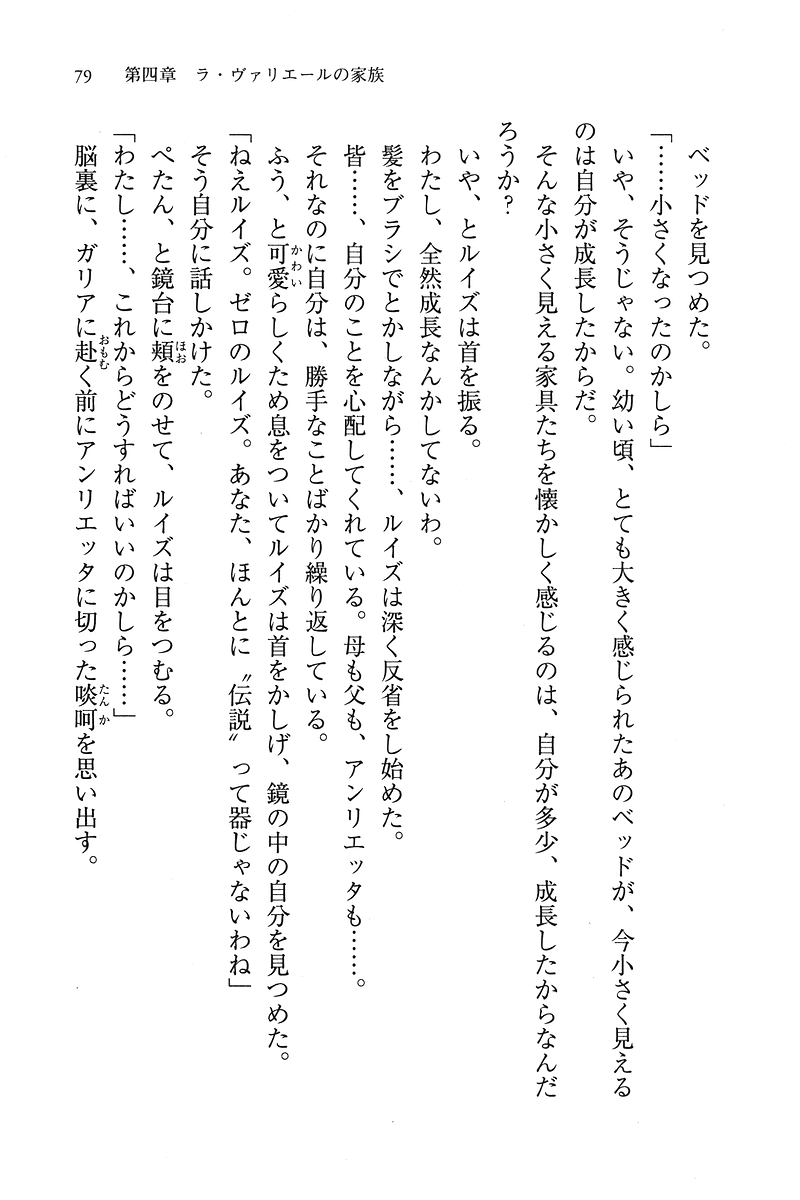 79　第四章　ラ・ヴァリエールの家族
ベッドを見つめた。
「……小さくなったのかしら」
いや、そうじゃない。幼い頃、とても大きく感じられたあのベッドが、今小さく見える
のは自分が成長したからだ。
そんな小さく見える家具たちを懐かしく感じるのは、自分が多少、成長したからなんだ
ろうか？
いや、とルイズは首を振る。
わたし、全然成長なんかしてないわ。
髪をブラシでとかしながら……、ルイズは深く反省をし始めた。
皆……、自分のことを心配してくれている。母も父も、アンリエッタも……。
それなのに自分は、勝手なことばかり繰り返している。
ふう、と可愛らしくため息をついてルイズは首をかしげ、鏡の中の自分を見つめた。
「ねえルイズ。ゼロのルイズ。あなた、ほんとに〝伝説〟って器じゃないわね」
そう自分に話しかけた。
ぺたん、と鏡台に頬をのせて、ルイズは目をつむる。
「わたし……、これからどうすればいいのかしら……」
脳裏に、ガリアに赴く前にアンリエッタに切った啖呵を思い出す。